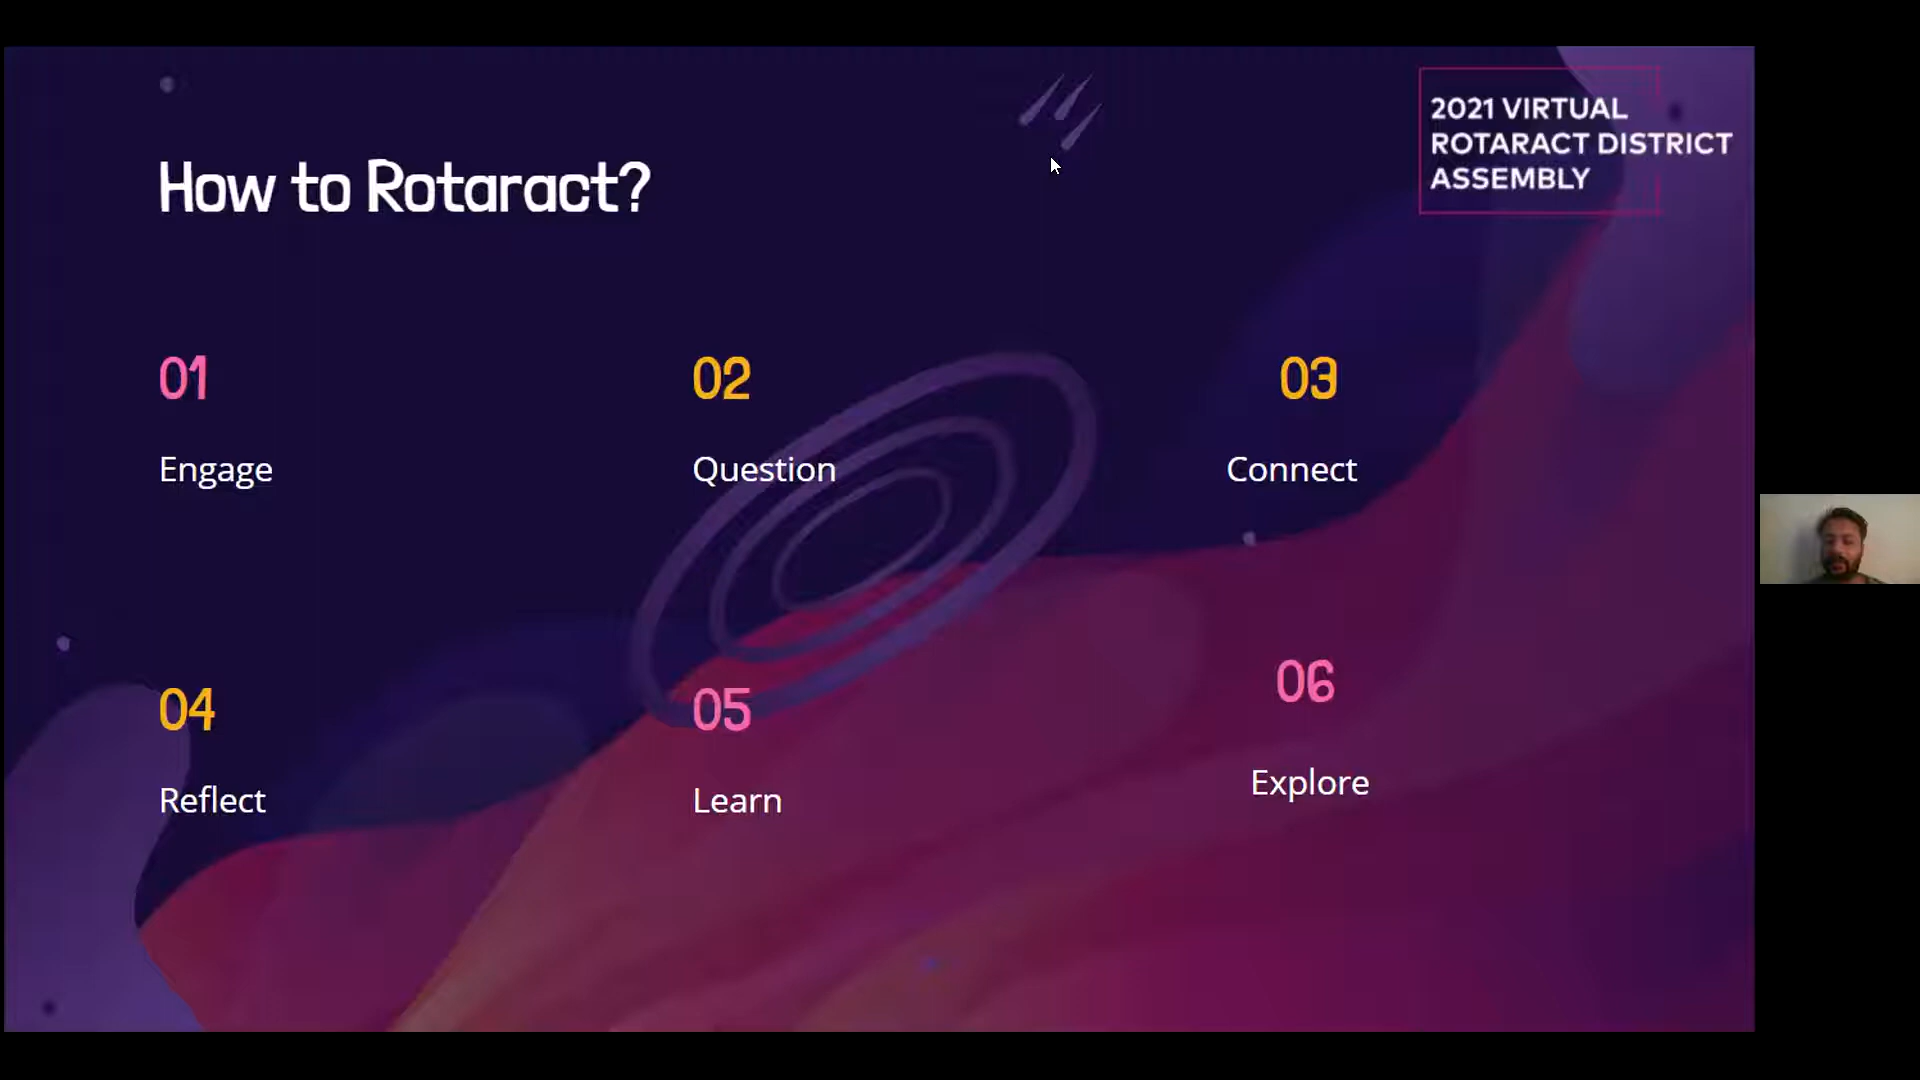 2021 VIRTUAL
ROTARACT DISTRICT
ASSEMBLY
How to Rotaract?
01
Engage
02
Question
03
Connect
04
Reflect
05
Learn
06
Explore